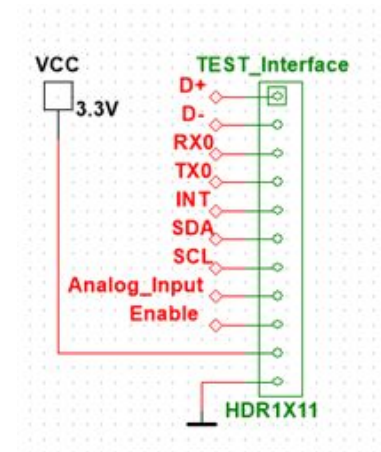 VCC
TEST_Interface
D+
3.3V
D-
RX0
TX0
INT
SDA
SCL
Analog_Input
Enable
HDR1X11